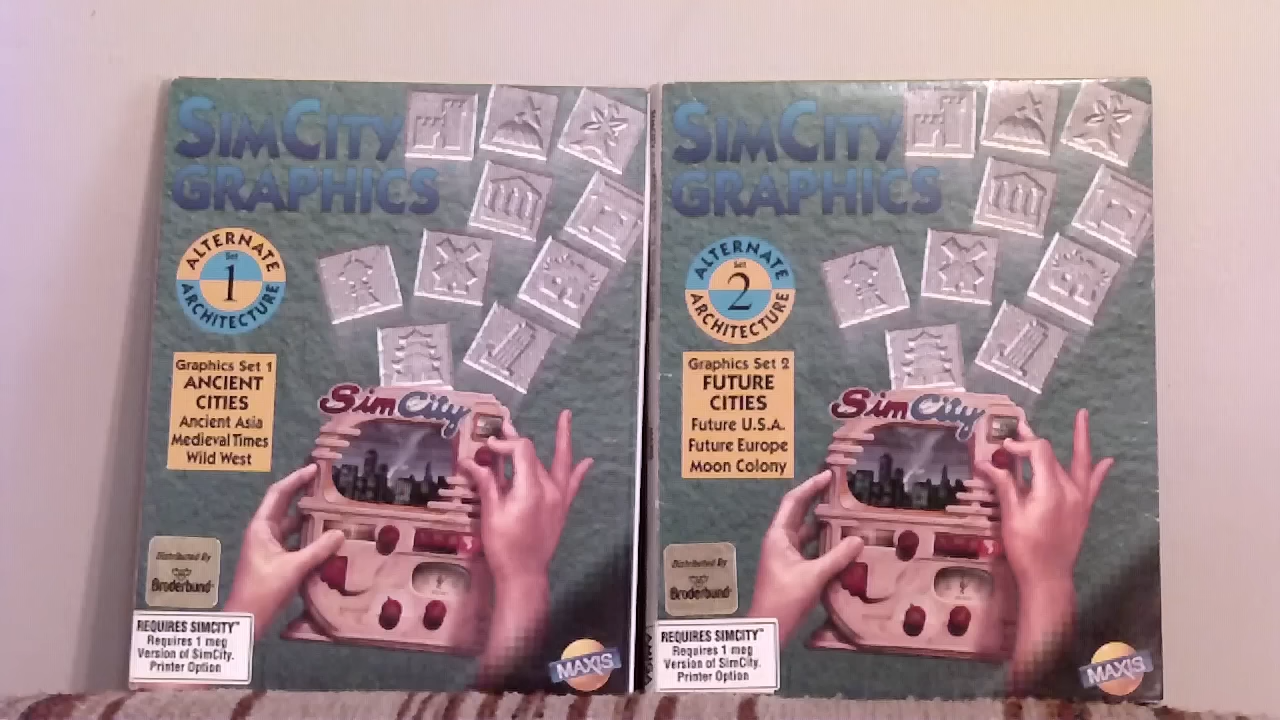 SIMCITY
GRAPHICS
ALTERNATE
Set
1
ARCHITECTURE
Graphics Set 1
ANCIENT
CITIES
Ancient Asia
Medieval Times
Wild West
SimCity
Distributed By
Brøderbund
REQUIRES SIMCITY™
Requires 1 meg
Version of SimCity.
Printer Option
MAXIS
SIMCITY
GRAPHICS
ALTERNATE
Set
2
ARCHITECTURE
Graphics Set 2
FUTURE
CITIES
Future U.S.A.
Future Europe
Moon Colony
SimCity
Distributed By
Brøderbund
REQUIRES SIMCITY™
Requires 1 meg
Version of SimCity.
Printer Option
MAXIS